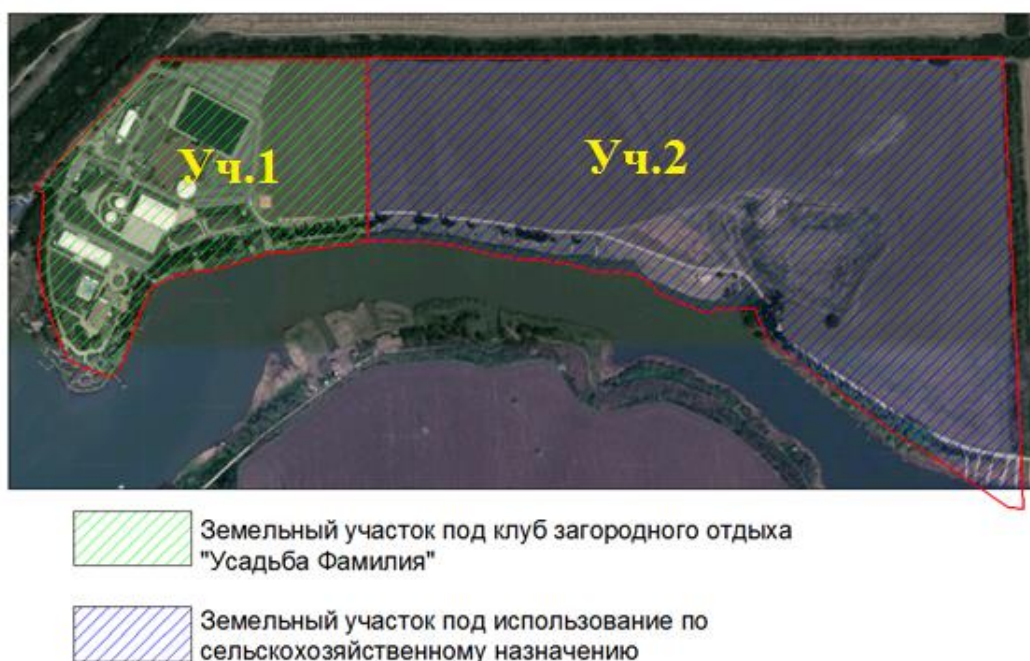 Уч.1
Уч.2
Земельный участок под клуб загородного отдыха
"Усадьба Фамилия"
Земельный участок под использование по
сельскохозяйственному назначению